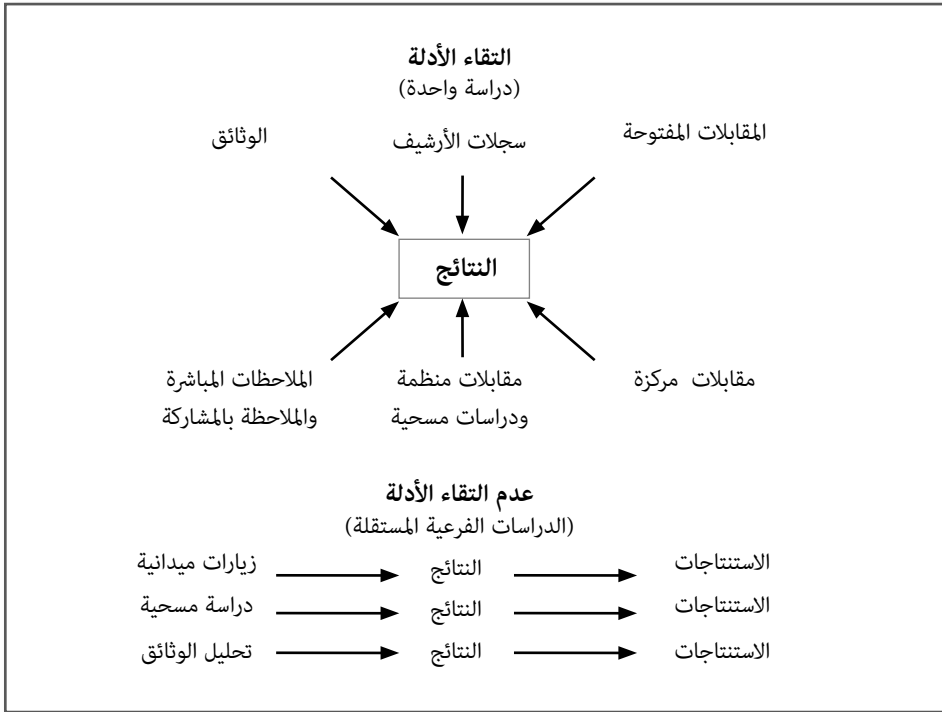 التقاء الأدلة
(دراسة واحدة)
المقابلات المفتوحة
سجلات الأرشيف
الوثائق
النتائج
مقابلات مركزة
مقابلات منظمة
ودراسات مسحية
الملاحظات المباشرة
والملاحظة بالمشاركة
عدم التقاء الأدلة
(الدراسات الفرعية المستقلة)
زيارات ميدانية
النتائج
الاستنتاجات
دراسة مسحية
النتائج
الاستنتاجات
تحليل الوثائق
النتائج
الاستنتاجات